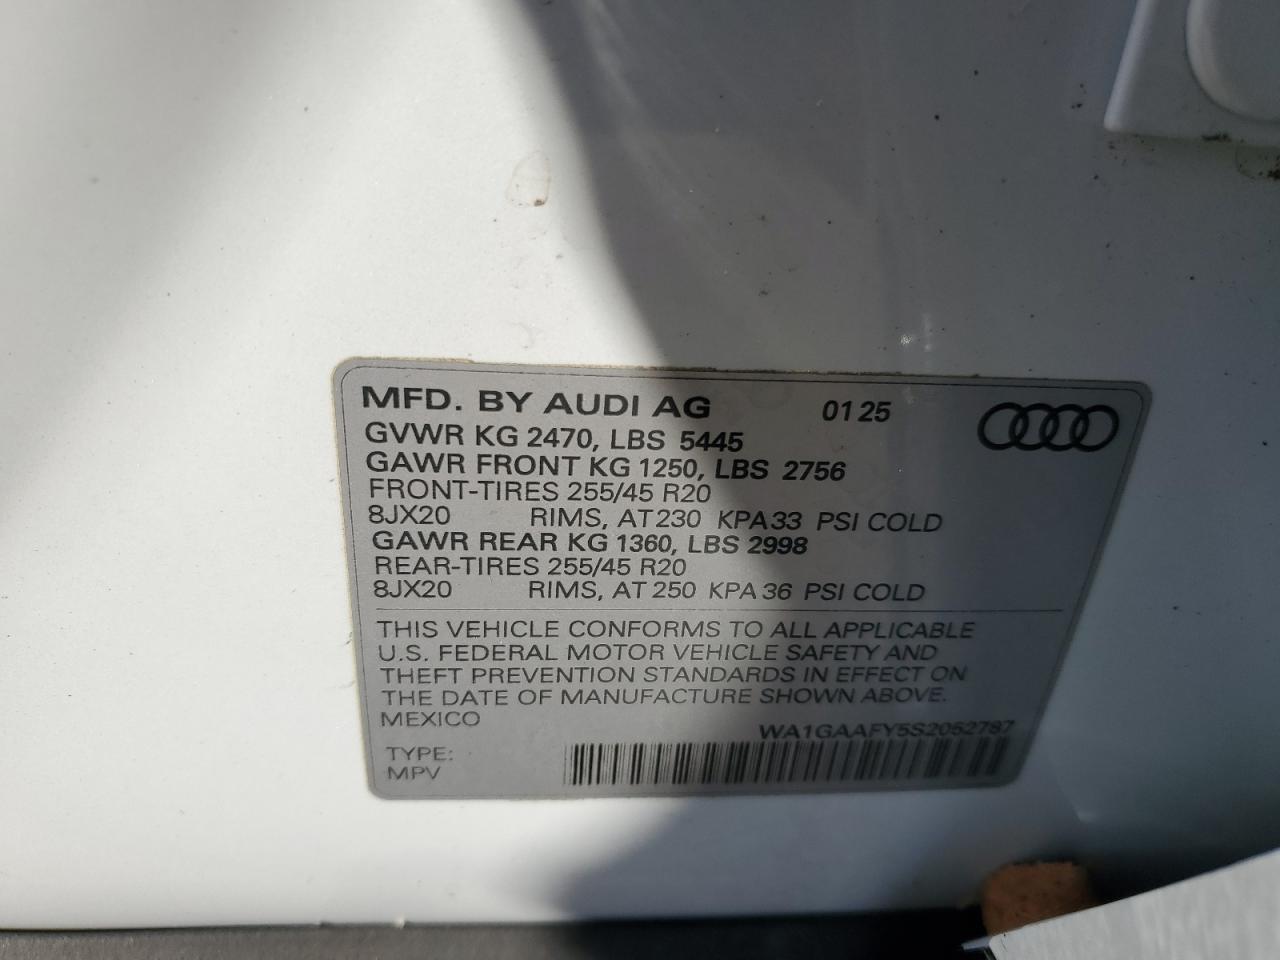 MFD. BY AUDI AG 01 25
GVWR KG 2470, LBS 5445
GAWR FRONT KG 1250, LBS 2756
FRONT-TIRES 255/45 R20
8JX20 RIMS, AT 230 KPA 33 PSI COLD
GAWR REAR KG 1360, LBS 2998
REAR-TIRES 255/45 R20
8JX20 RIMS, AT 250 KPA 36 PSI COLD
THIS VEHICLE CONFORMS TO ALL APPLICABLE
U.S. FEDERAL MOTOR VEHICLE SAFETY AND
THEFT PREVENTION STANDARDS IN EFFECT ON
THE DATE OF MANUFACTURE SHOWN ABOVE.
MEXICO
WA1GAAFY5S2052787
TYPE:
MPV